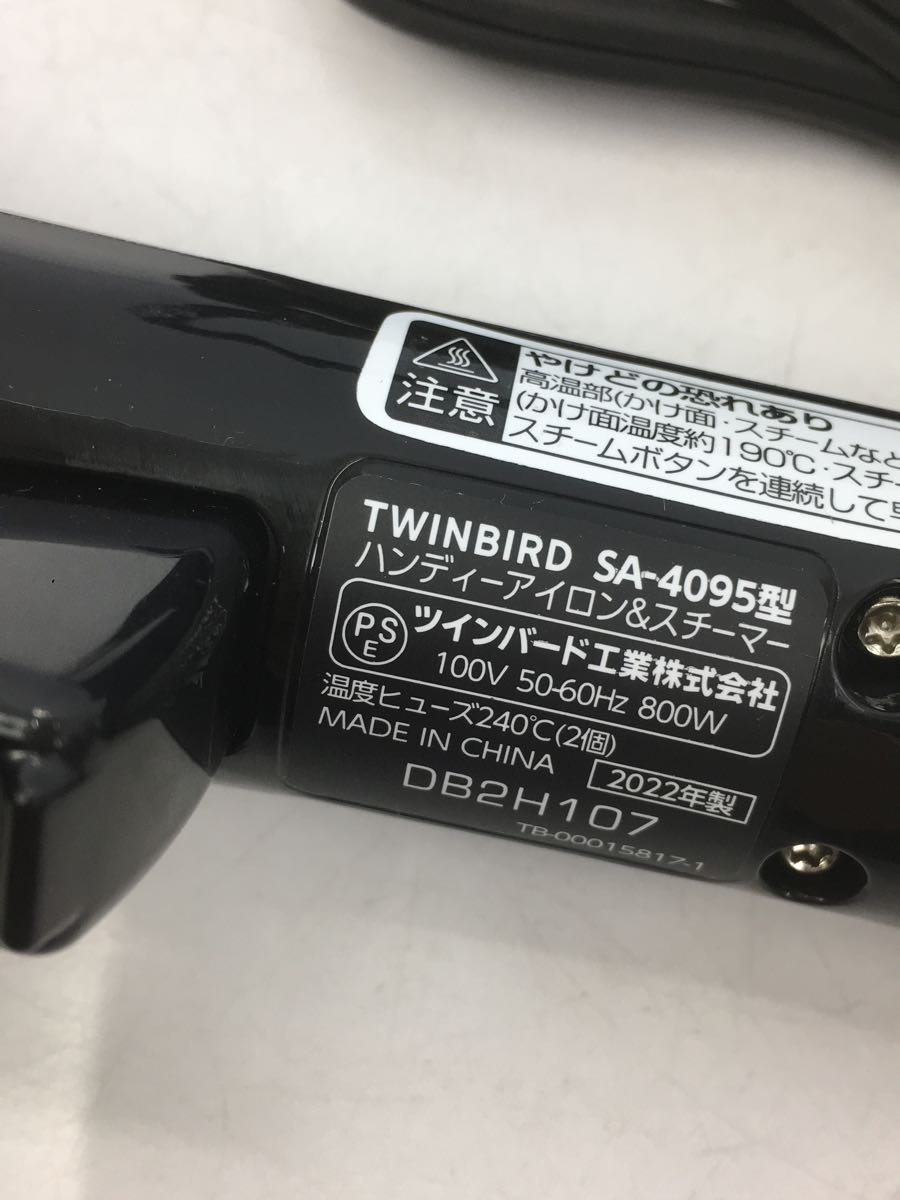 注意
やけどの恐れあり
高温部(かけ面・スチームなど
(かけ面温度約190℃・スチー
スチームボタンを連続して
TWINBIRD SA-4095型
ハンディーアイロン&スチーマー
PSE ツインバード工業株式会社
100V 50-60Hz 800W
温度ヒューズ240℃(2個)
MADE IN CHINA
2022年製
DB2H107
TB-00015817-1